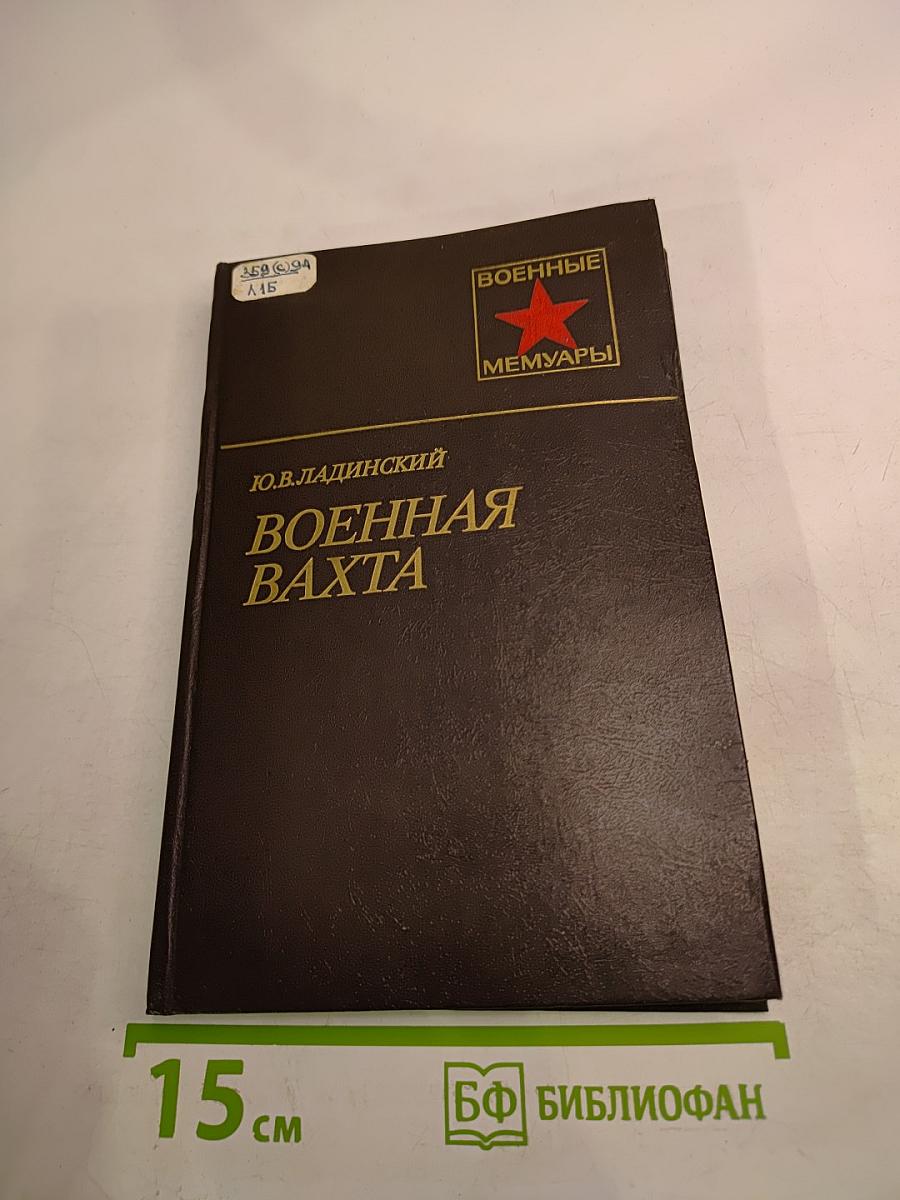 359(с)94
Л15
ВОЕННЫЕ
МЕМУАРЫ
Ю.В.ЛАДИНСКИЙ
ВОЕННАЯ
ВАХТА
15 см
БФ БИБЛИОФАН